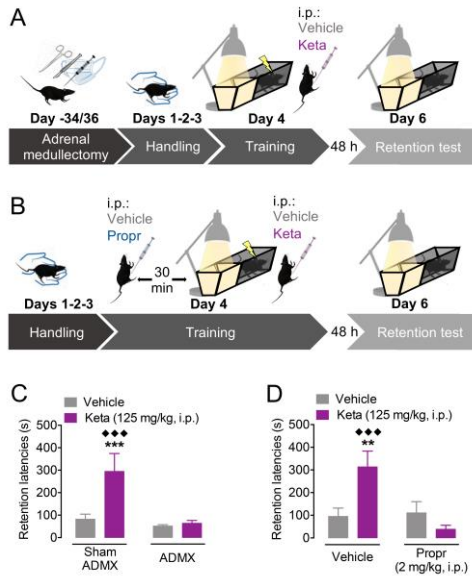 A
i.p.:
Vehicle
Keta
Day -34/36
Days 1-2-3
Day 4
Day 6
Adrenal
medullectomy
Handling
Training
48 h
Retention test
B
i.p.:
Vehicle
Propr
i.p.:
Vehicle
Keta
30
min
Days 1-2-3
Day 4
Day 6
Handling
Training
48 h
Retention test
C
Vehicle
Keta (125 mg/kg, i.p.)
Retention latencies (s)
500
400
300
200
100
0
◆◆◆
***
Sham
ADMX
ADMX
D
Vehicle
Keta (125 mg/kg, i.p.)
Retention latencies (s)
500
400
300
200
100
0
◆◆◆
**
Vehicle
Propr
(2 mg/kg, i.p.)